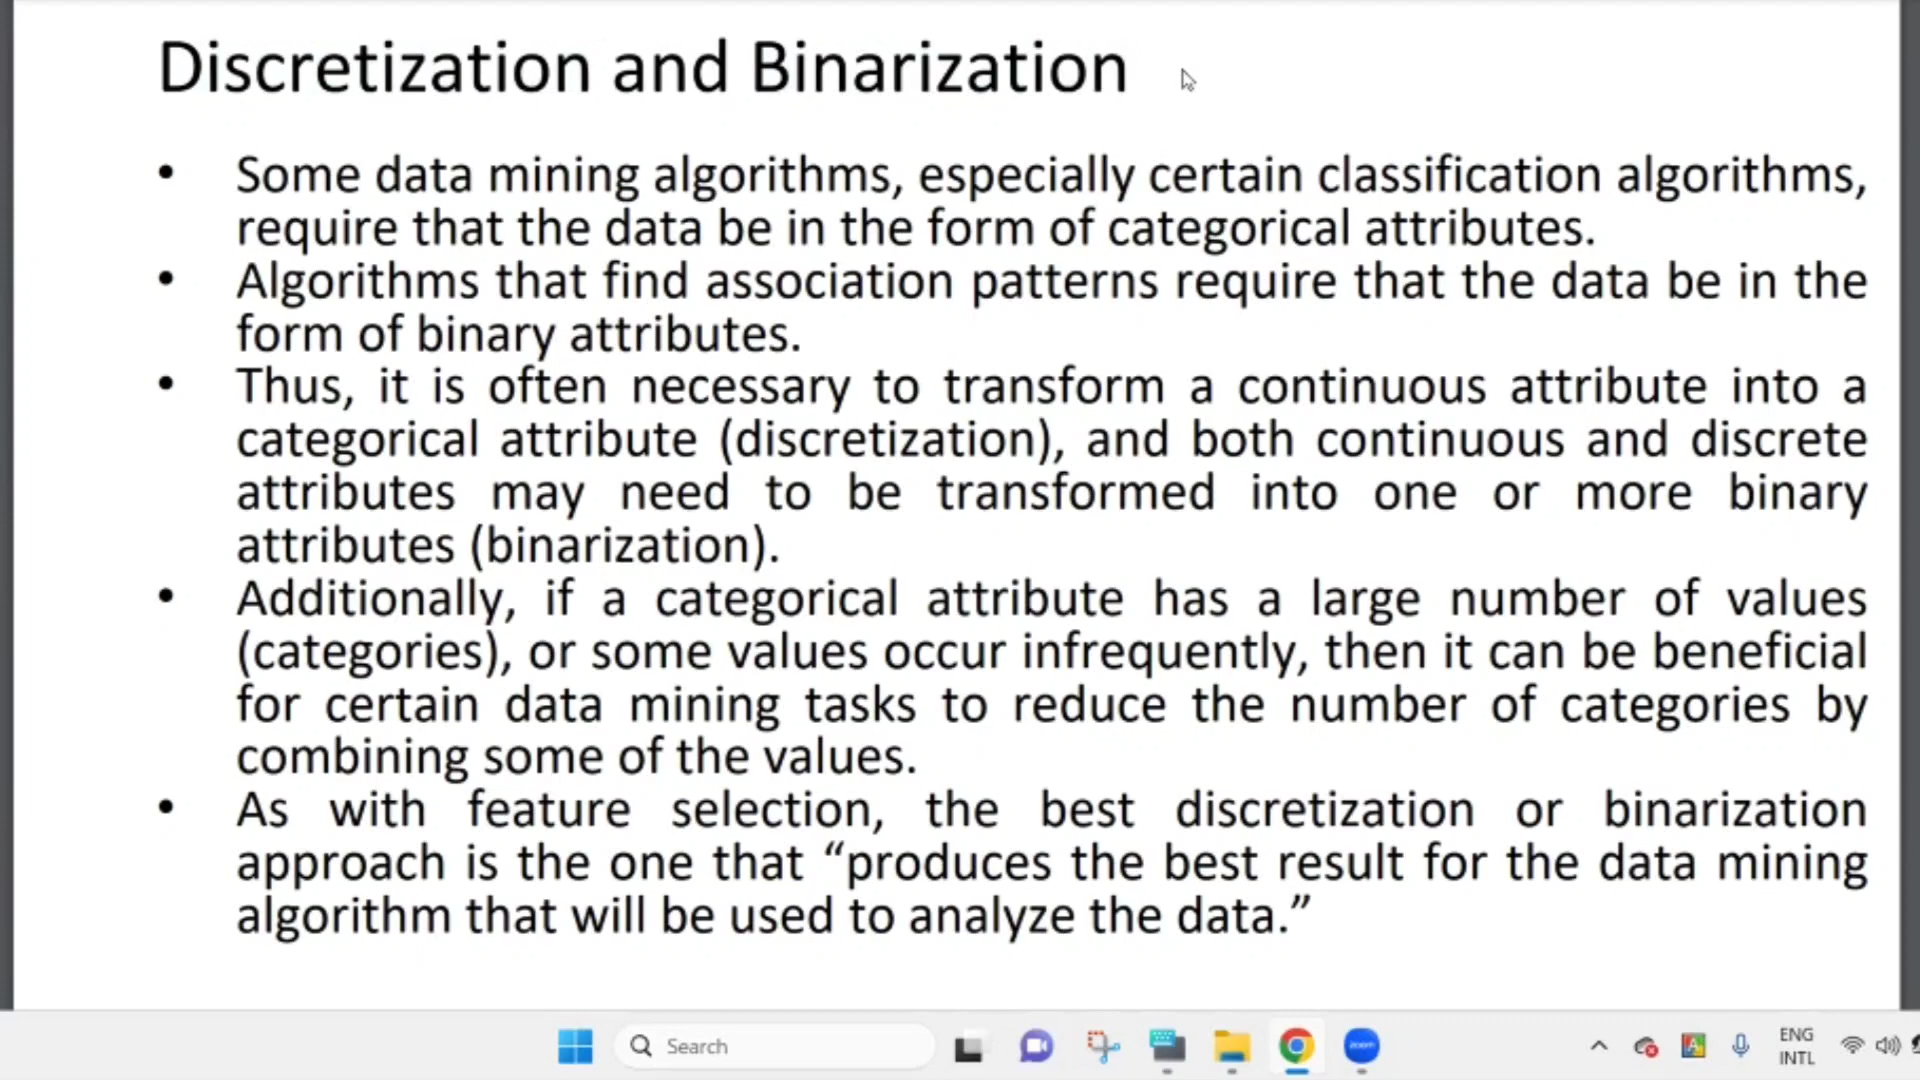 Discretization and Binarization
• Some data mining algorithms, especially certain classification algorithms,
require that the data be in the form of categorical attributes.
• Algorithms that find association patterns require that the data be in the
form of binary attributes.
• Thus, it is often necessary to transform a continuous attribute into a
categorical attribute (discretization), and both continuous and discrete
attributes may need to be transformed into one or more binary
attributes (binarization).
• Additionally, if a categorical attribute has a large number of values
(categories), or some values occur infrequently, then it can be beneficial
for certain data mining tasks to reduce the number of categories by
combining some of the values.
• As with feature selection, the best discretization or binarization
approach is the one that “produces the best result for the data mining
algorithm that will be used to analyze the data.”
Search
zoom
ENG
INTL